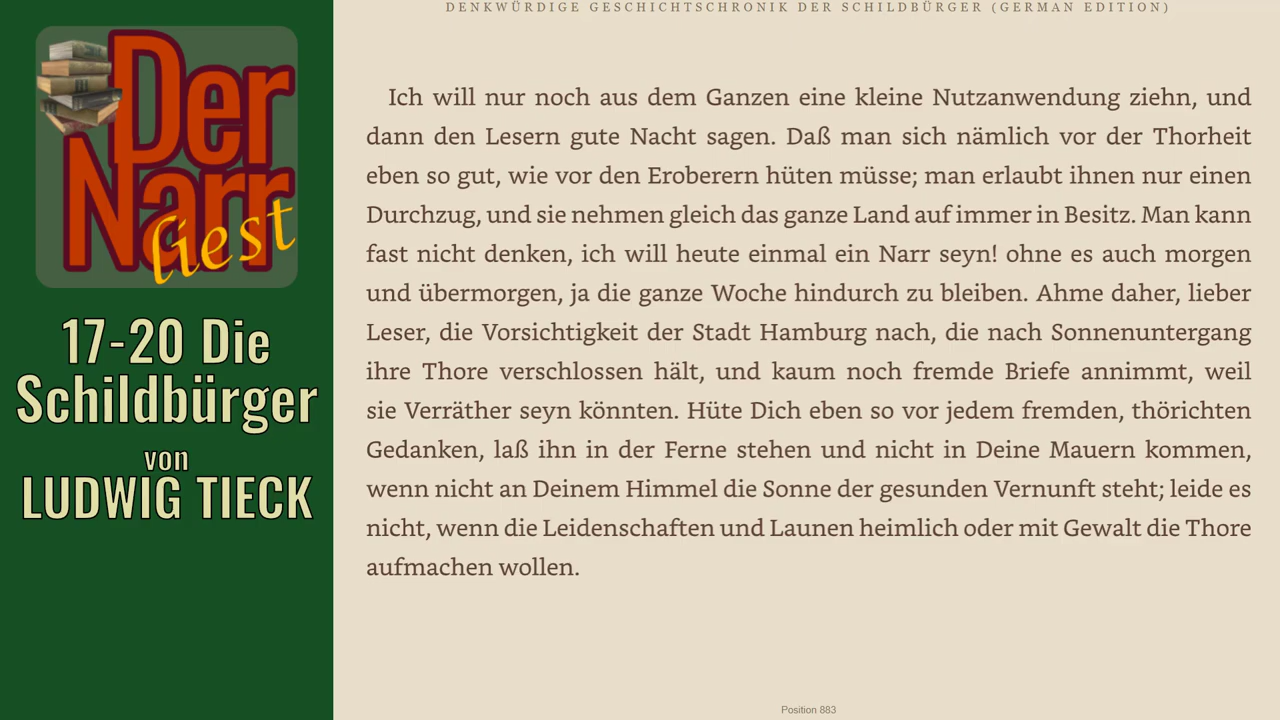 Der
Narr
liest
17-20 Die
Schildbürger
von
LUDWIG TIECK
DENKWÜRDIGE GESCHICHTSCHRONIK DER SCHILDBÜRGER (GERMAN EDITION)
Ich will nur noch aus dem Ganzen eine kleine Nutzanwendung ziehn, und
dann den Lesern gute Nacht sagen. Daß man sich nämlich vor der Thorheit
eben so gut, wie vor den Eroberern hüten müsse; man erlaubt ihnen nur einen
Durchzug, und sie nehmen gleich das ganze Land auf immer in Besitz. Man kann
fast nicht denken, ich will heute einmal ein Narr seyn! ohne es auch morgen
und übermorgen, ja die ganze Woche hindurch zu bleiben. Ahme daher, lieber
Leser, die Vorsichtigkeit der Stadt Hamburg nach, die nach Sonnenuntergang
ihre Thore verschlossen hält, und kaum noch fremde Briefe annimmt, weil
sie Verräther seyn könnten. Hüte Dich eben so vor jedem fremden, thörichten
Gedanken, laß ihn in der Ferne stehen und nicht in Deine Mauern kommen,
wenn nicht an Deinem Himmel die Sonne der gesunden Vernunft steht; leide es
nicht, wenn die Leidenschaften und Launen heimlich oder mit Gewalt die Thore
aufmachen wollen.
Position 883